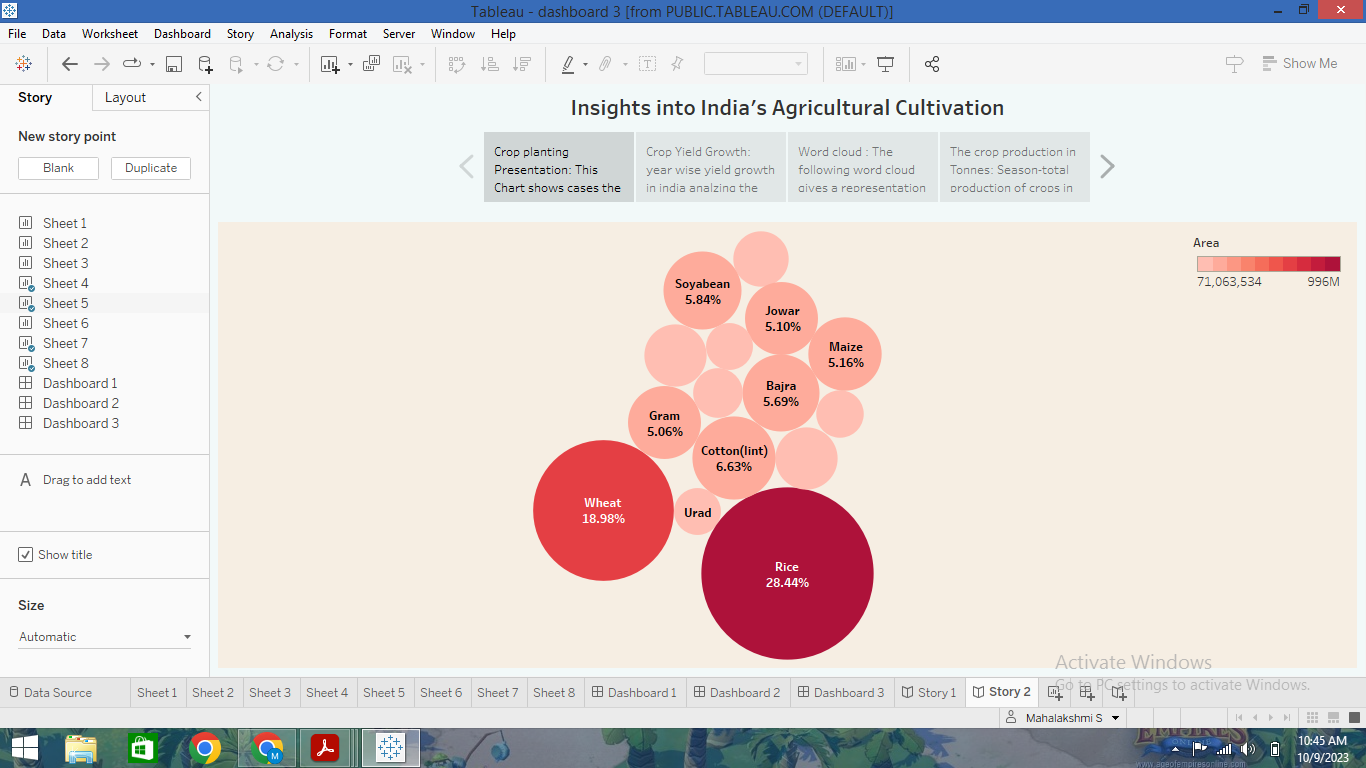 Tableau - dashboard 3 [from PUBLIC.TABLEAU.COM (DEFAULT)]
File Data Worksheet Dashboard Story Analysis Format Server Window Help
Show Me
Story Layout
New story point
Blank Duplicate
Sheet 1
Sheet 2
Sheet 3
Sheet 4
Sheet 5
Sheet 6
Sheet 7
Sheet 8
Dashboard 1
Dashboard 2
Dashboard 3
A Drag to add text
Show title
Size
Automatic
Insights into India's Agricultural Cultivation
Crop planting
Presentation: This
Chart shows cases the
Crop Yield Growth:
year wise yield growth
in india analzing the
Word cloud : The
following word cloud
gives a representation
The crop production in
Tonnes: Season-total
production of crops in
Area
71,063,534 996M
Soyabean
5.84%
Jowar
5.10%
Maize
5.16%
Bajra
5.69%
Gram
5.06%
Cotton(lint)
6.63%
Wheat
18.98%
Urad
Rice
28.44%
Activate Windows
Go to PC settings to activate Windows.
Data Source Sheet 1 Sheet 2 Sheet 3 Sheet 4 Sheet 5 Sheet 6 Sheet 7 Sheet 8 Dashboard 1 Dashboard 2 Dashboard 3 Story 1 Story 2
Mahalakshmi S
M
10:45 AM
10/9/2023
www.ageofempiresonline.com